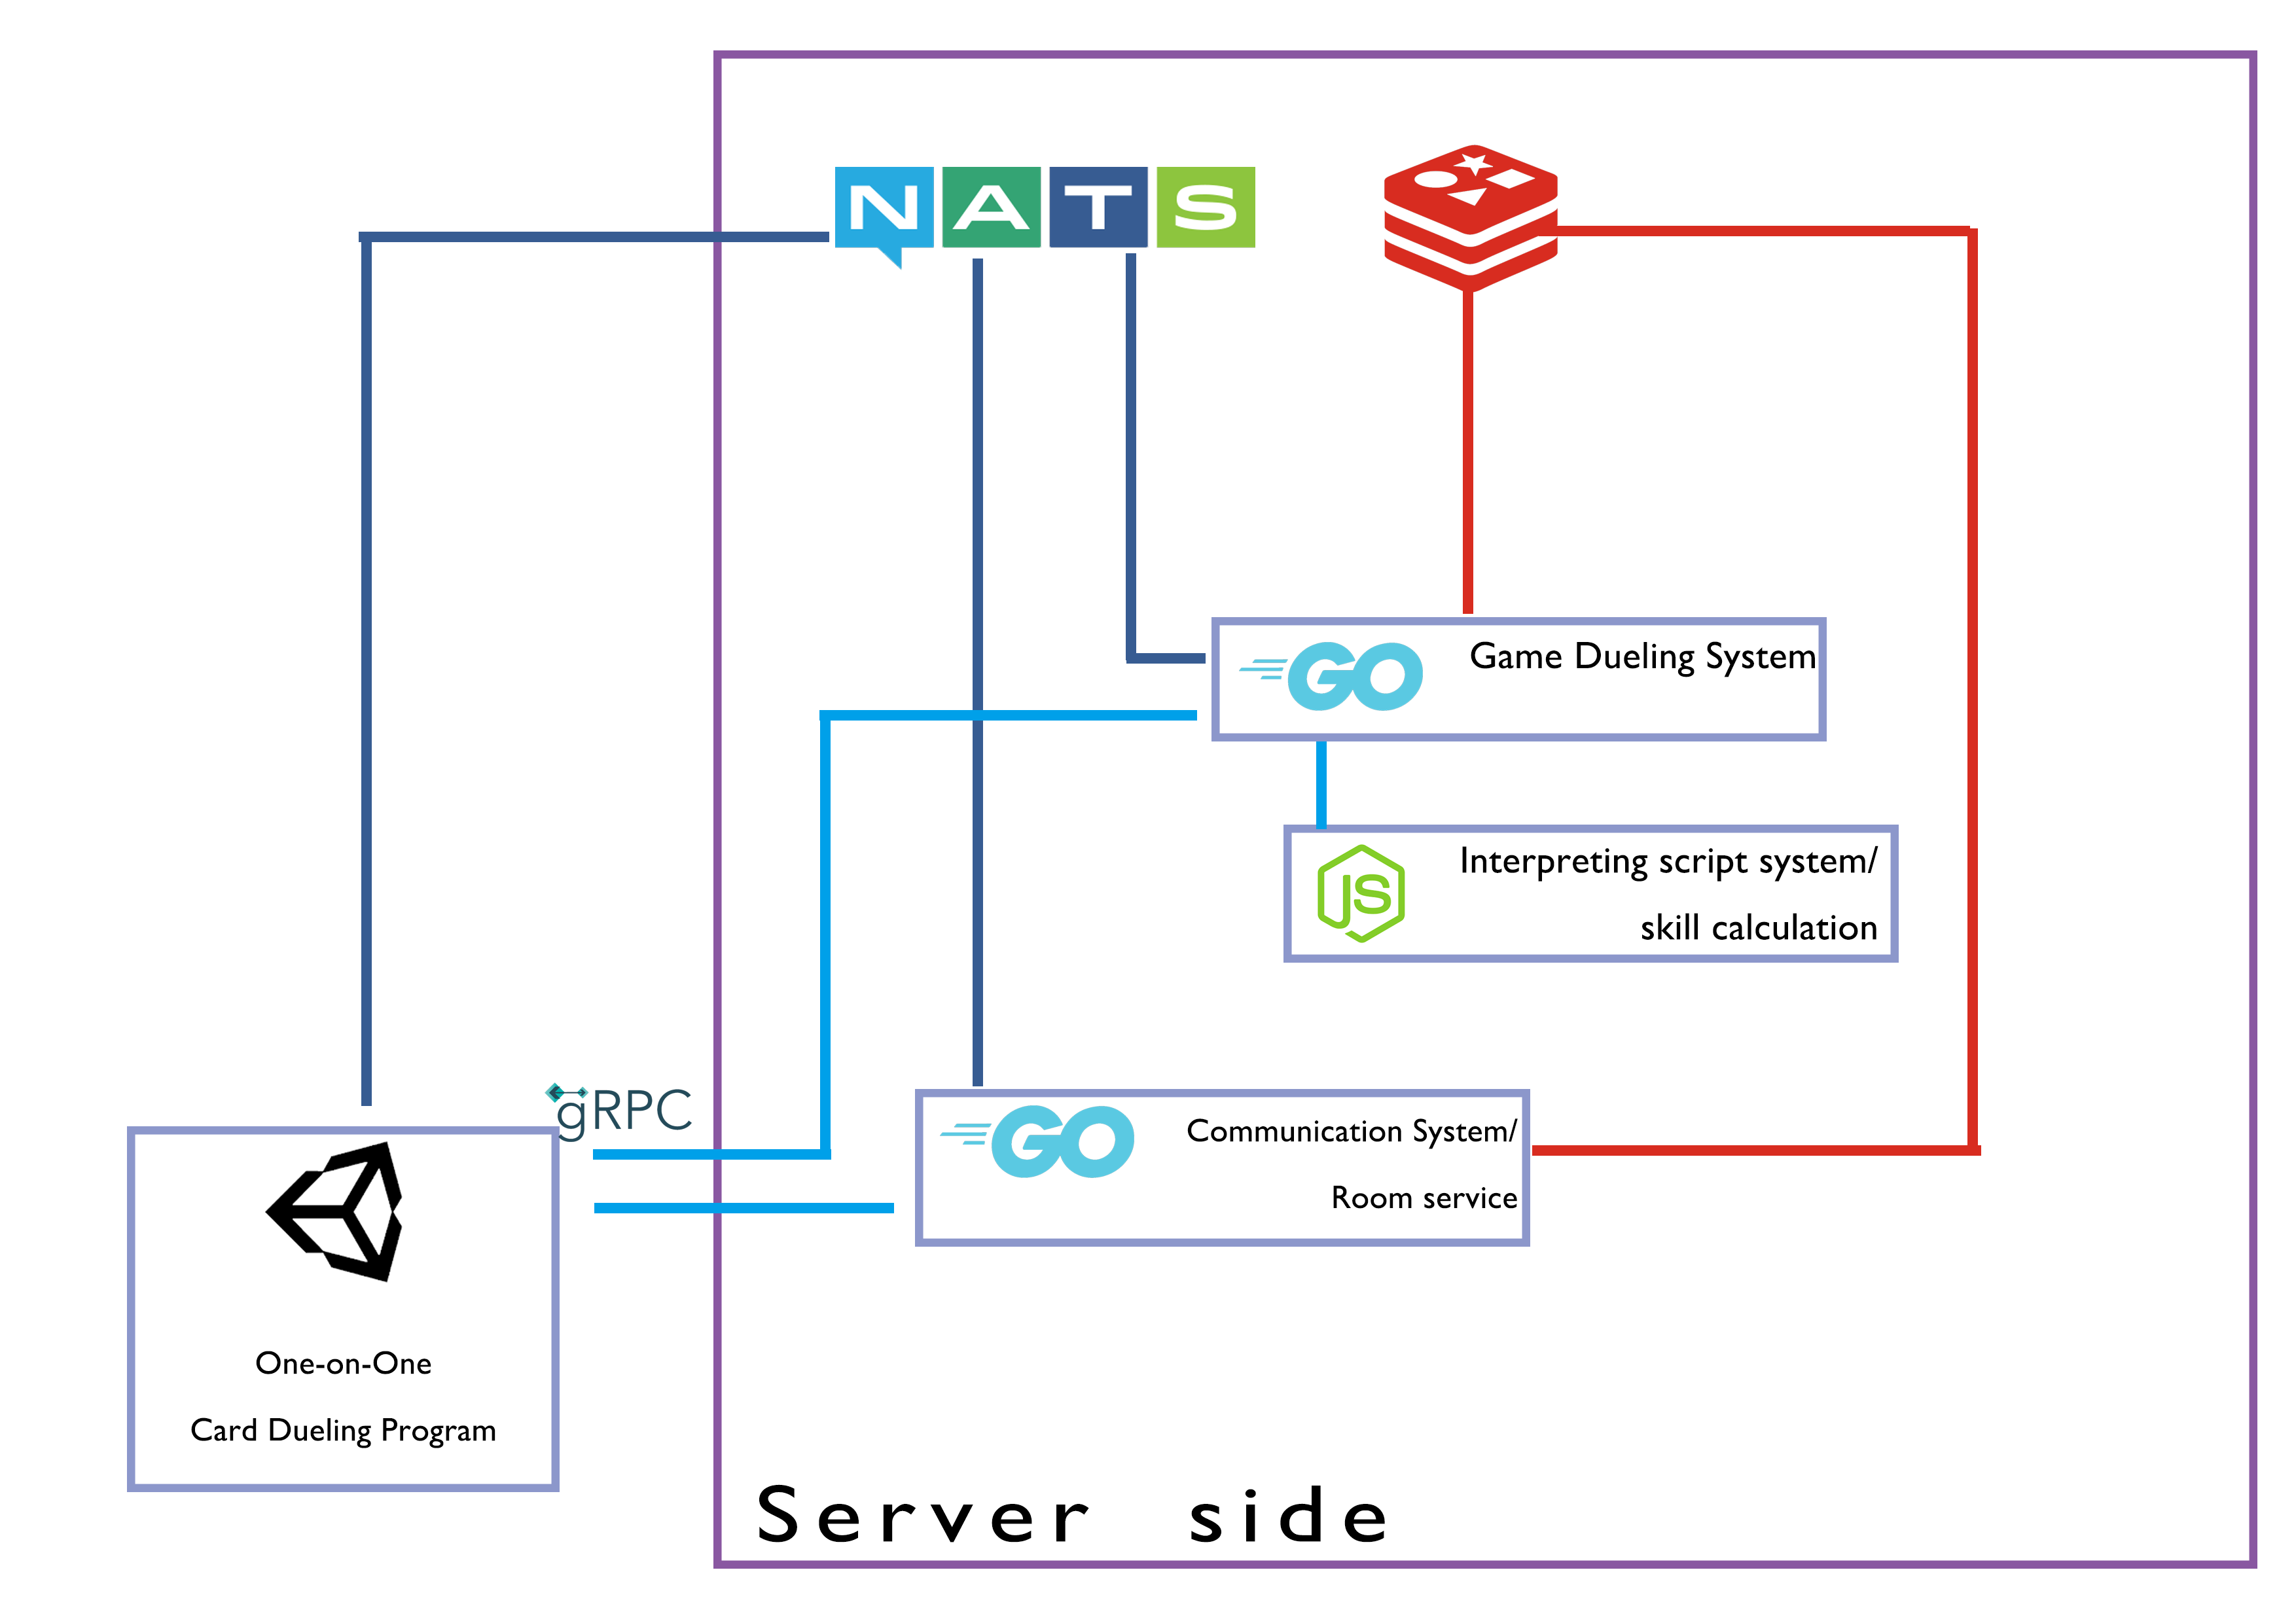 NATS
GO
Game Dueling System
JS
Interpreting script system/
skill calculation
gRPC
GO
Communication System/
Room service
One-on-One
Card Dueling Program
Server side